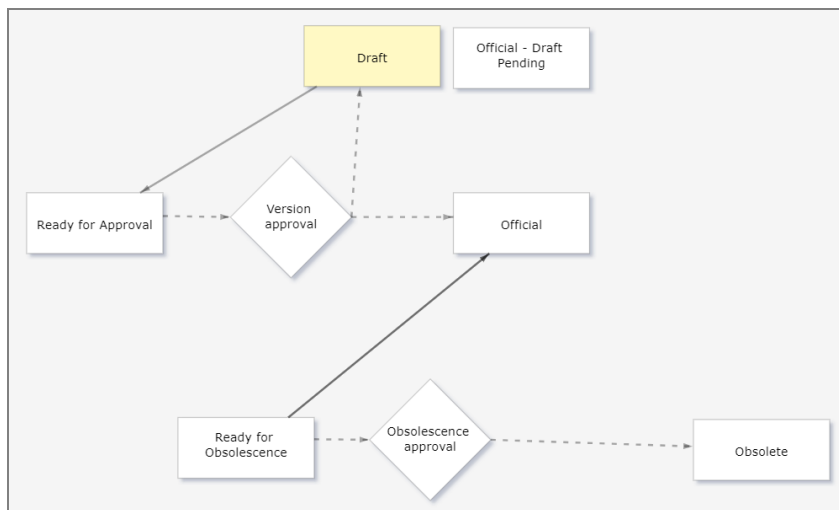 Draft
Official - Draft
Pending
Ready for Approval
Version
approval
Official
Ready for
Obsolescence
Obsolescence
approval
Obsolete